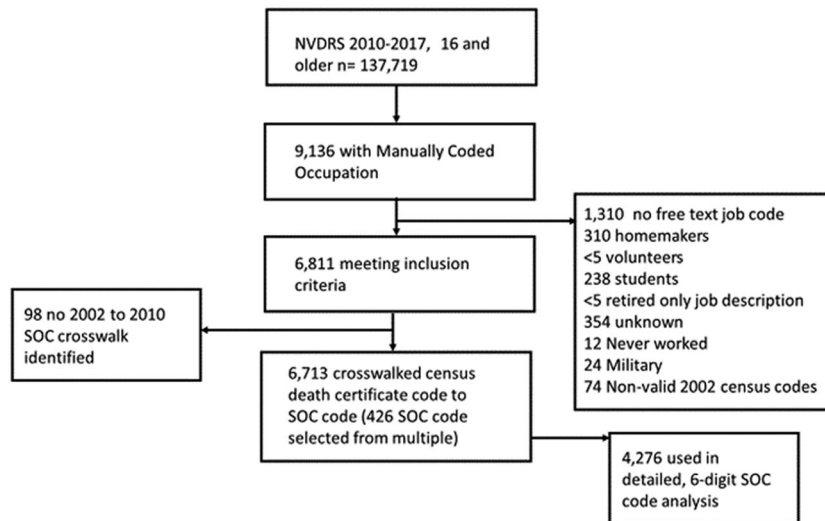 NVDRS 2010-2017, 16 and
older n= 137,719
9,136 with Manually Coded
Occupation
1,310 no free text job code
310 homemakers
<5 volunteers
238 students
<5 retired only job description
354 unknown
12 Never worked
24 Military
74 Non-valid 2002 census codes
6,811 meeting inclusion
criteria
98 no 2002 to 2010
SOC crosswalk
identified
6,713 crosswalked census
death certificate code to
SOC code (426 SOC code
selected from multiple)
4,276 used in
detailed, 6-digit SOC
code analysis